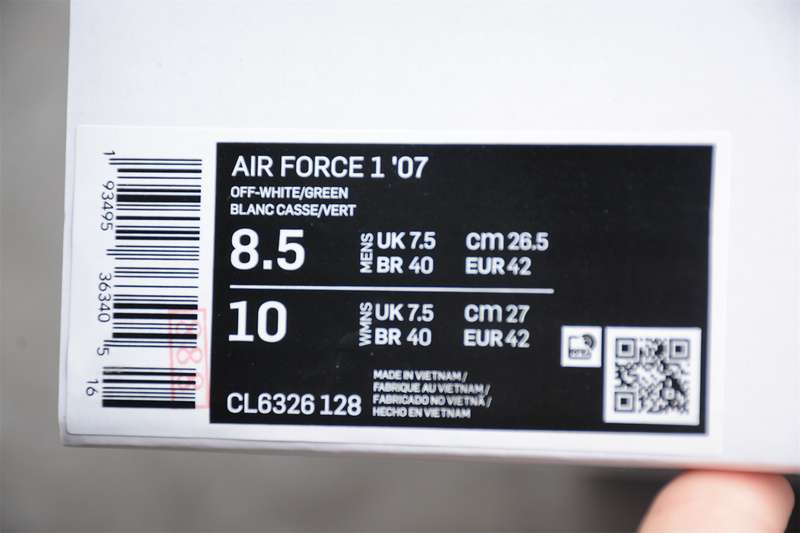 AIR FORCE 1 '07
OFF-WHITE/GREEN
BLANC CASSE/VERT
8.5 MENS UK 7.5 cm 26.5
BR 40 EUR 42
10 WMNS UK 7.5 cm 27
BR 40 EUR 42
CL6326 128
MADE IN VIETNAM /
FABRIQUE AU VIETNAM /
FABRICADO NO VIETNÃ /
HECHO EN VIETNAM
1 93495 36340 5 16